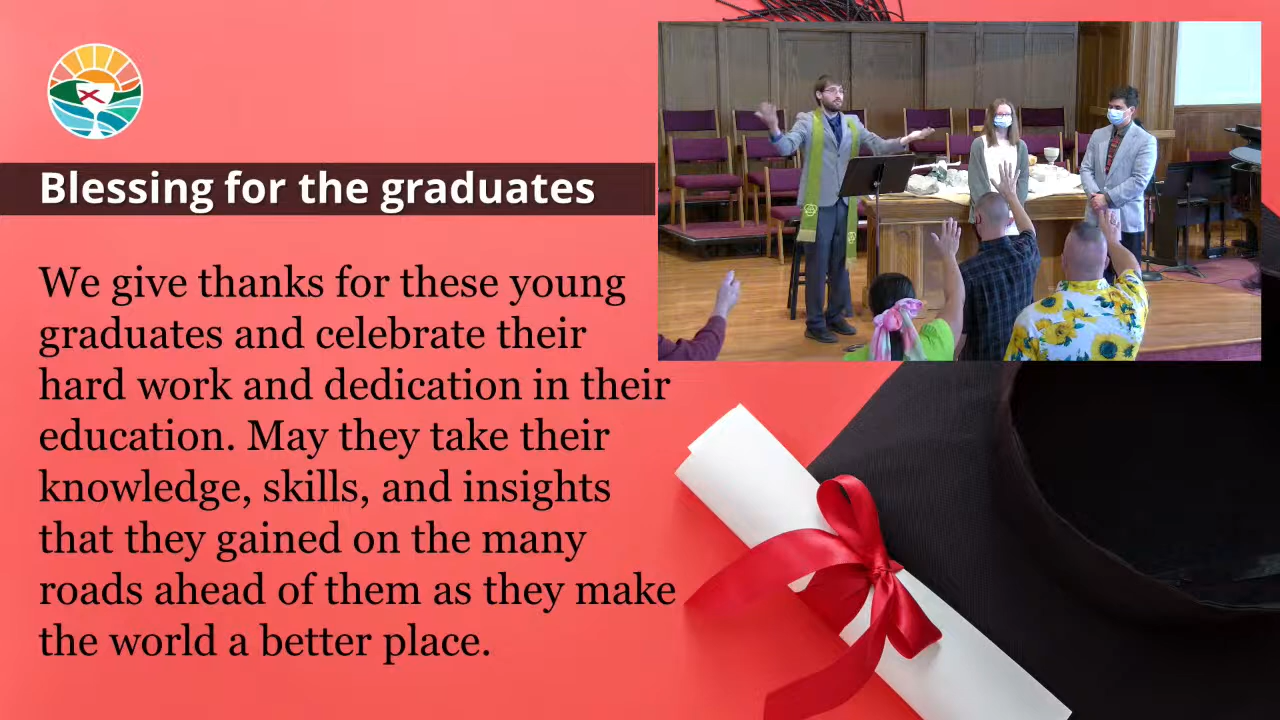 Blessing for the graduates
We give thanks for these young
graduates and celebrate their
hard work and dedication in their
education. May they take their
knowledge, skills, and insights
that they gained on the many
roads ahead of them as they make
the world a better place.